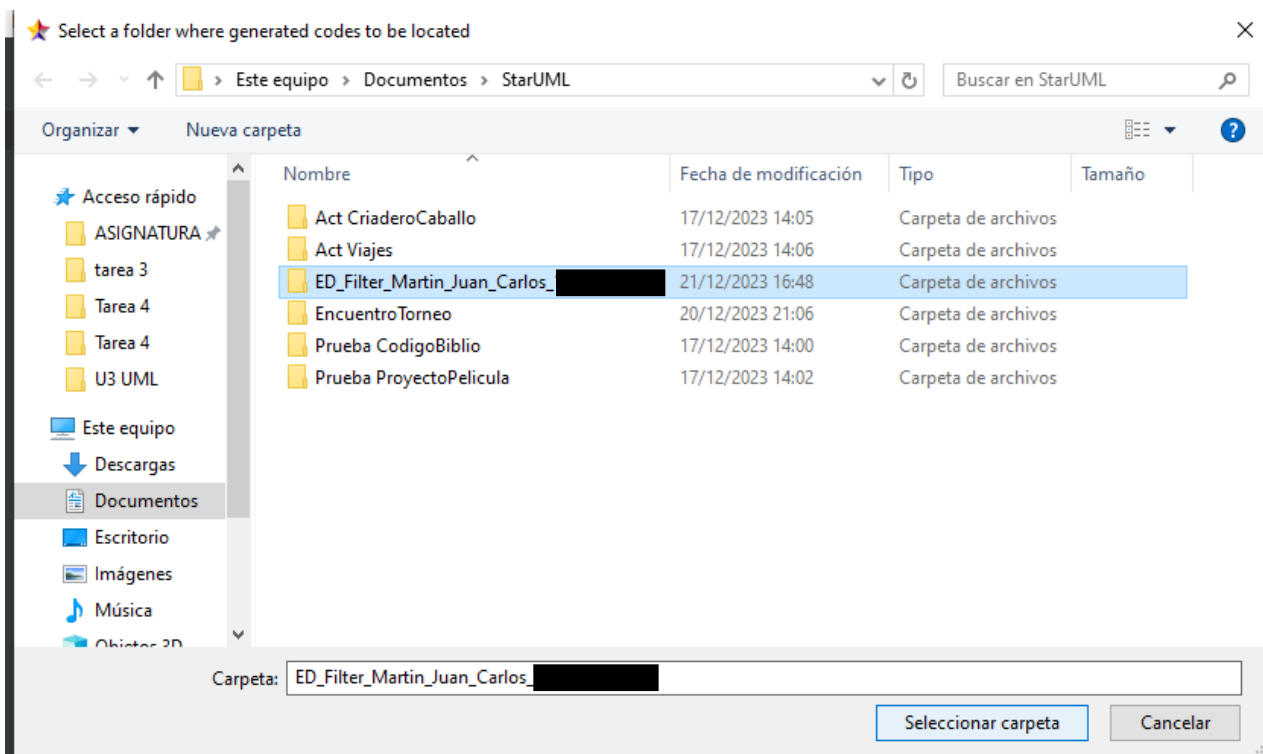 Select a folder where generated codes to be located
Este equipo > Documentos > StarUML
Buscar en StarUML
Organizar
Nueva carpeta
Nombre Fecha de modificación Tipo Tamaño
Acceso rápido
ASIGNATURA
tarea 3
Tarea 4
Tarea 4
U3 UML
Este equipo
Descargas
Documentos
Escritorio
Imágenes
Música
Objetos 3D
Act CriaderoCaballo 17/12/2023 14:05 Carpeta de archivos
Act Viajes 17/12/2023 14:06 Carpeta de archivos
ED_Filter_Martin_Juan_Carlos_ 21/12/2023 16:48 Carpeta de archivos
EncuentroTorneo 20/12/2023 21:06 Carpeta de archivos
Prueba CodigoBiblio 17/12/2023 14:00 Carpeta de archivos
Prueba ProyectoPelicula 17/12/2023 14:02 Carpeta de archivos
Carpeta: ED_Filter_Martin_Juan_Carlos_
Seleccionar carpeta
Cancelar